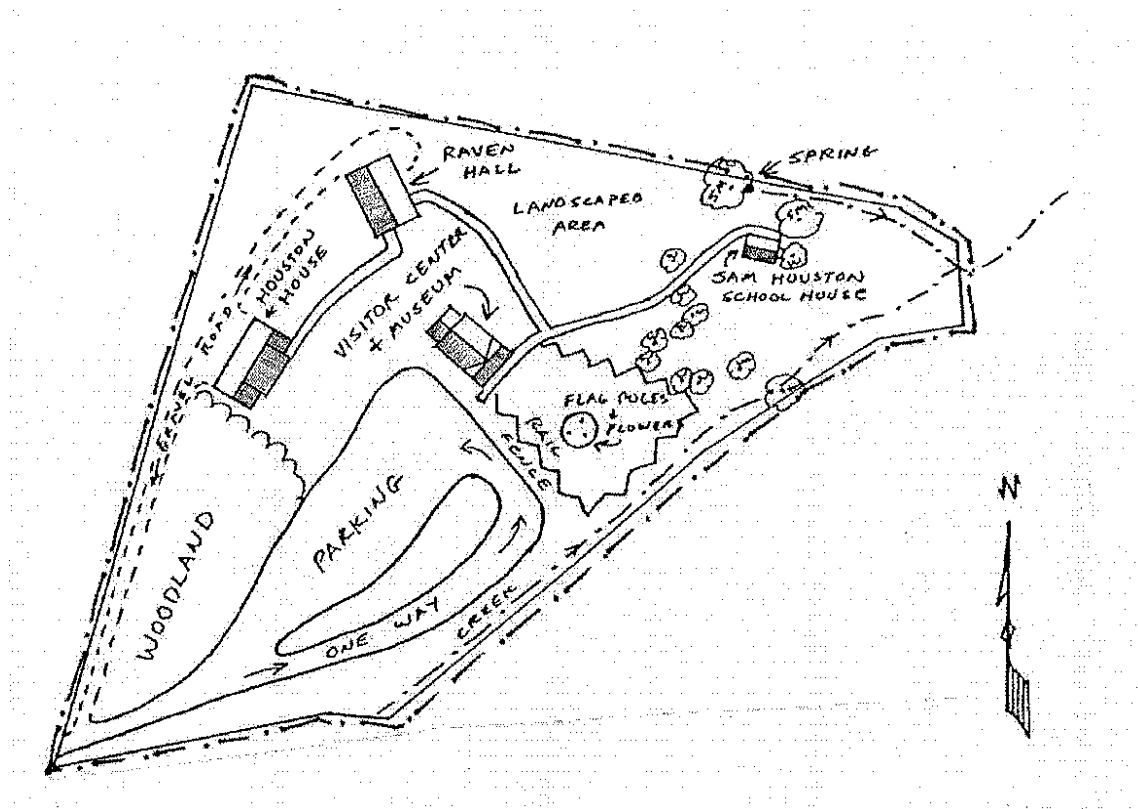 RAVEN
HALL
SPRING
LANDSCAPED
AREA
SAM HOUSTON
SCHOOL HOUSE
HOUSTON
HOUSE
VISITOR CENTER
+ MUSEUM
GRAVEL ROAD
FLAG POLES
FLOWERS
RAIL
FENCE
PARKING
WOODLAND
ONE WAY
CREEK
N